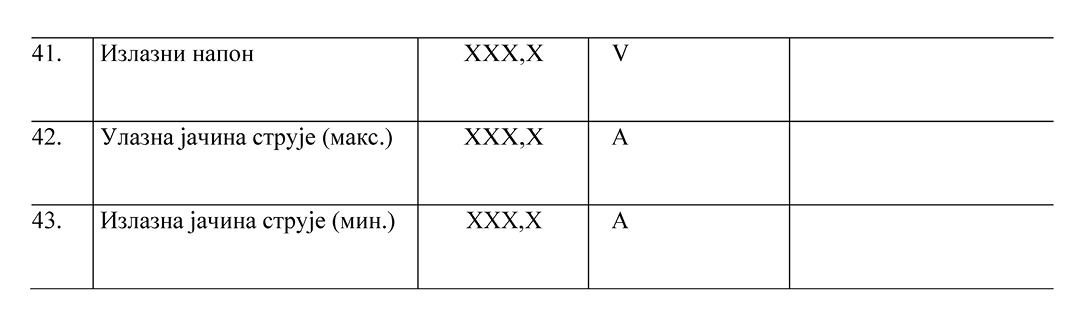 41. Излазни напон XXX,X V
42. Улазна јачина струје (макс.) XXX,X A
43. Излазна јачина струје (мин.) XXX,X A